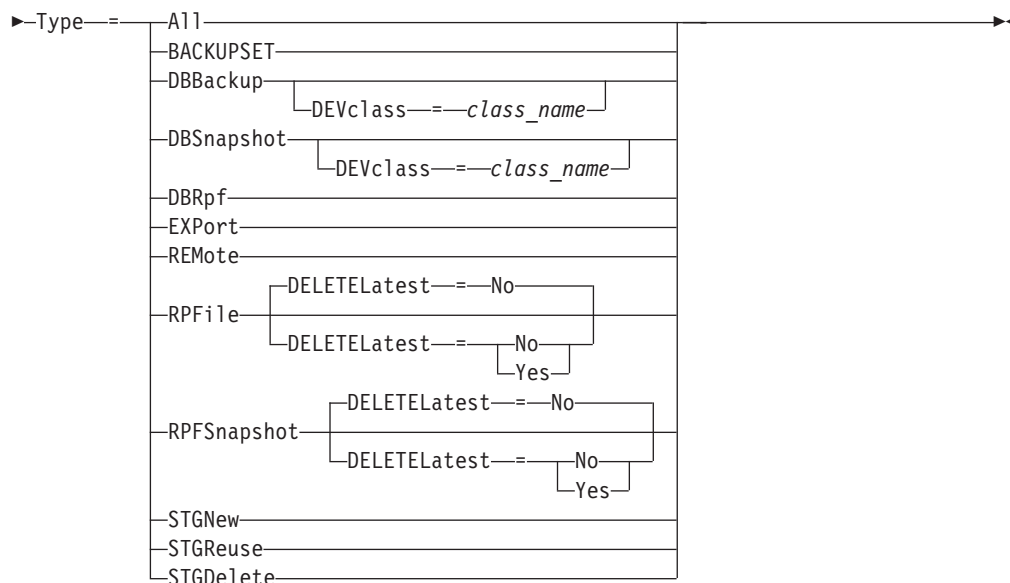 Type = All
BACKUPSET
DBBackup
DEVclass = class_name
DBSnapshot
DEVclass = class_name
DBRpf
EXPort
REMote
DELETELatest = No
RPFile
DELETELatest = No
Yes
DELETELatest = No
RPFSnapshot
DELETELatest = No
Yes
STGNew
STGReuse
STGDelete